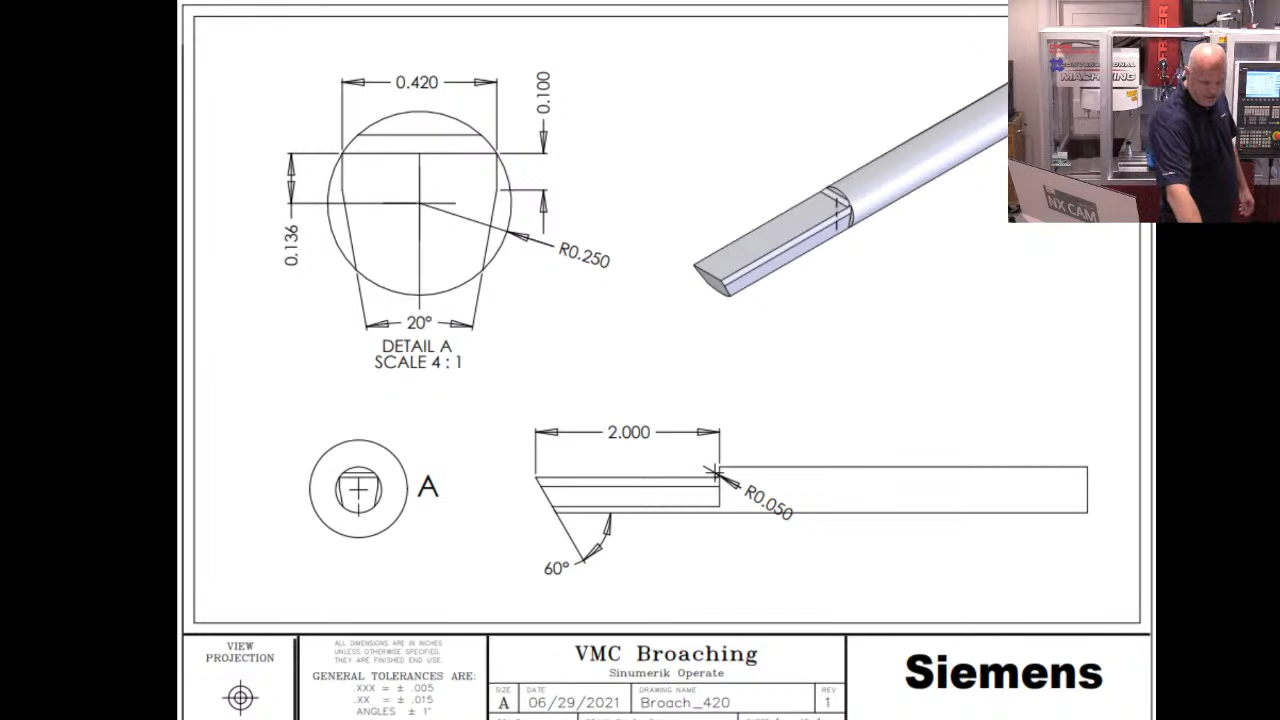 0.420
0.100
0.136
R0.250
20°
DETAIL A
SCALE 4 : 1
CONVERSATIONAL
MACHINING
NX CAM
2.000
R0.050
60°
A
VIEW
PROJECTION
ALL DIMENSIONS ARE IN INCHES
UNLESS OTHERWISE SPECIFIED.
THEY ARE FINISHED END USE.
GENERAL TOLERANCES ARE:
.XXX = ± .005
.XX = ± .015
ANGLES ± 1°
VMC Broaching
Sinumerik Operate
SIZE
A
DATE
06/29/2021
DRAWING NAME
Broach_420
REV
1
Siemens